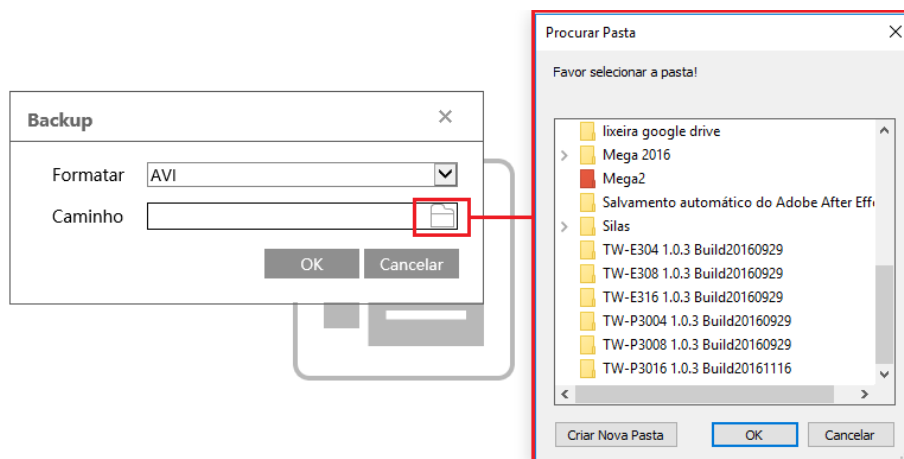 Backup
Formatar AVI
Caminho
OK Cancelar
Procurar Pasta
Favor selecionar a pasta!
lixeira google drive
Mega 2016
Mega2
Salvamento automático do Adobe After Effe
Silas
TW-E304 1.0.3 Build20160929
TW-E308 1.0.3 Build20160929
TW-E316 1.0.3 Build20160929
TW-P3004 1.0.3 Build20160929
TW-P3008 1.0.3 Build20160929
TW-P3016 1.0.3 Build20161116
Criar Nova Pasta OK Cancelar